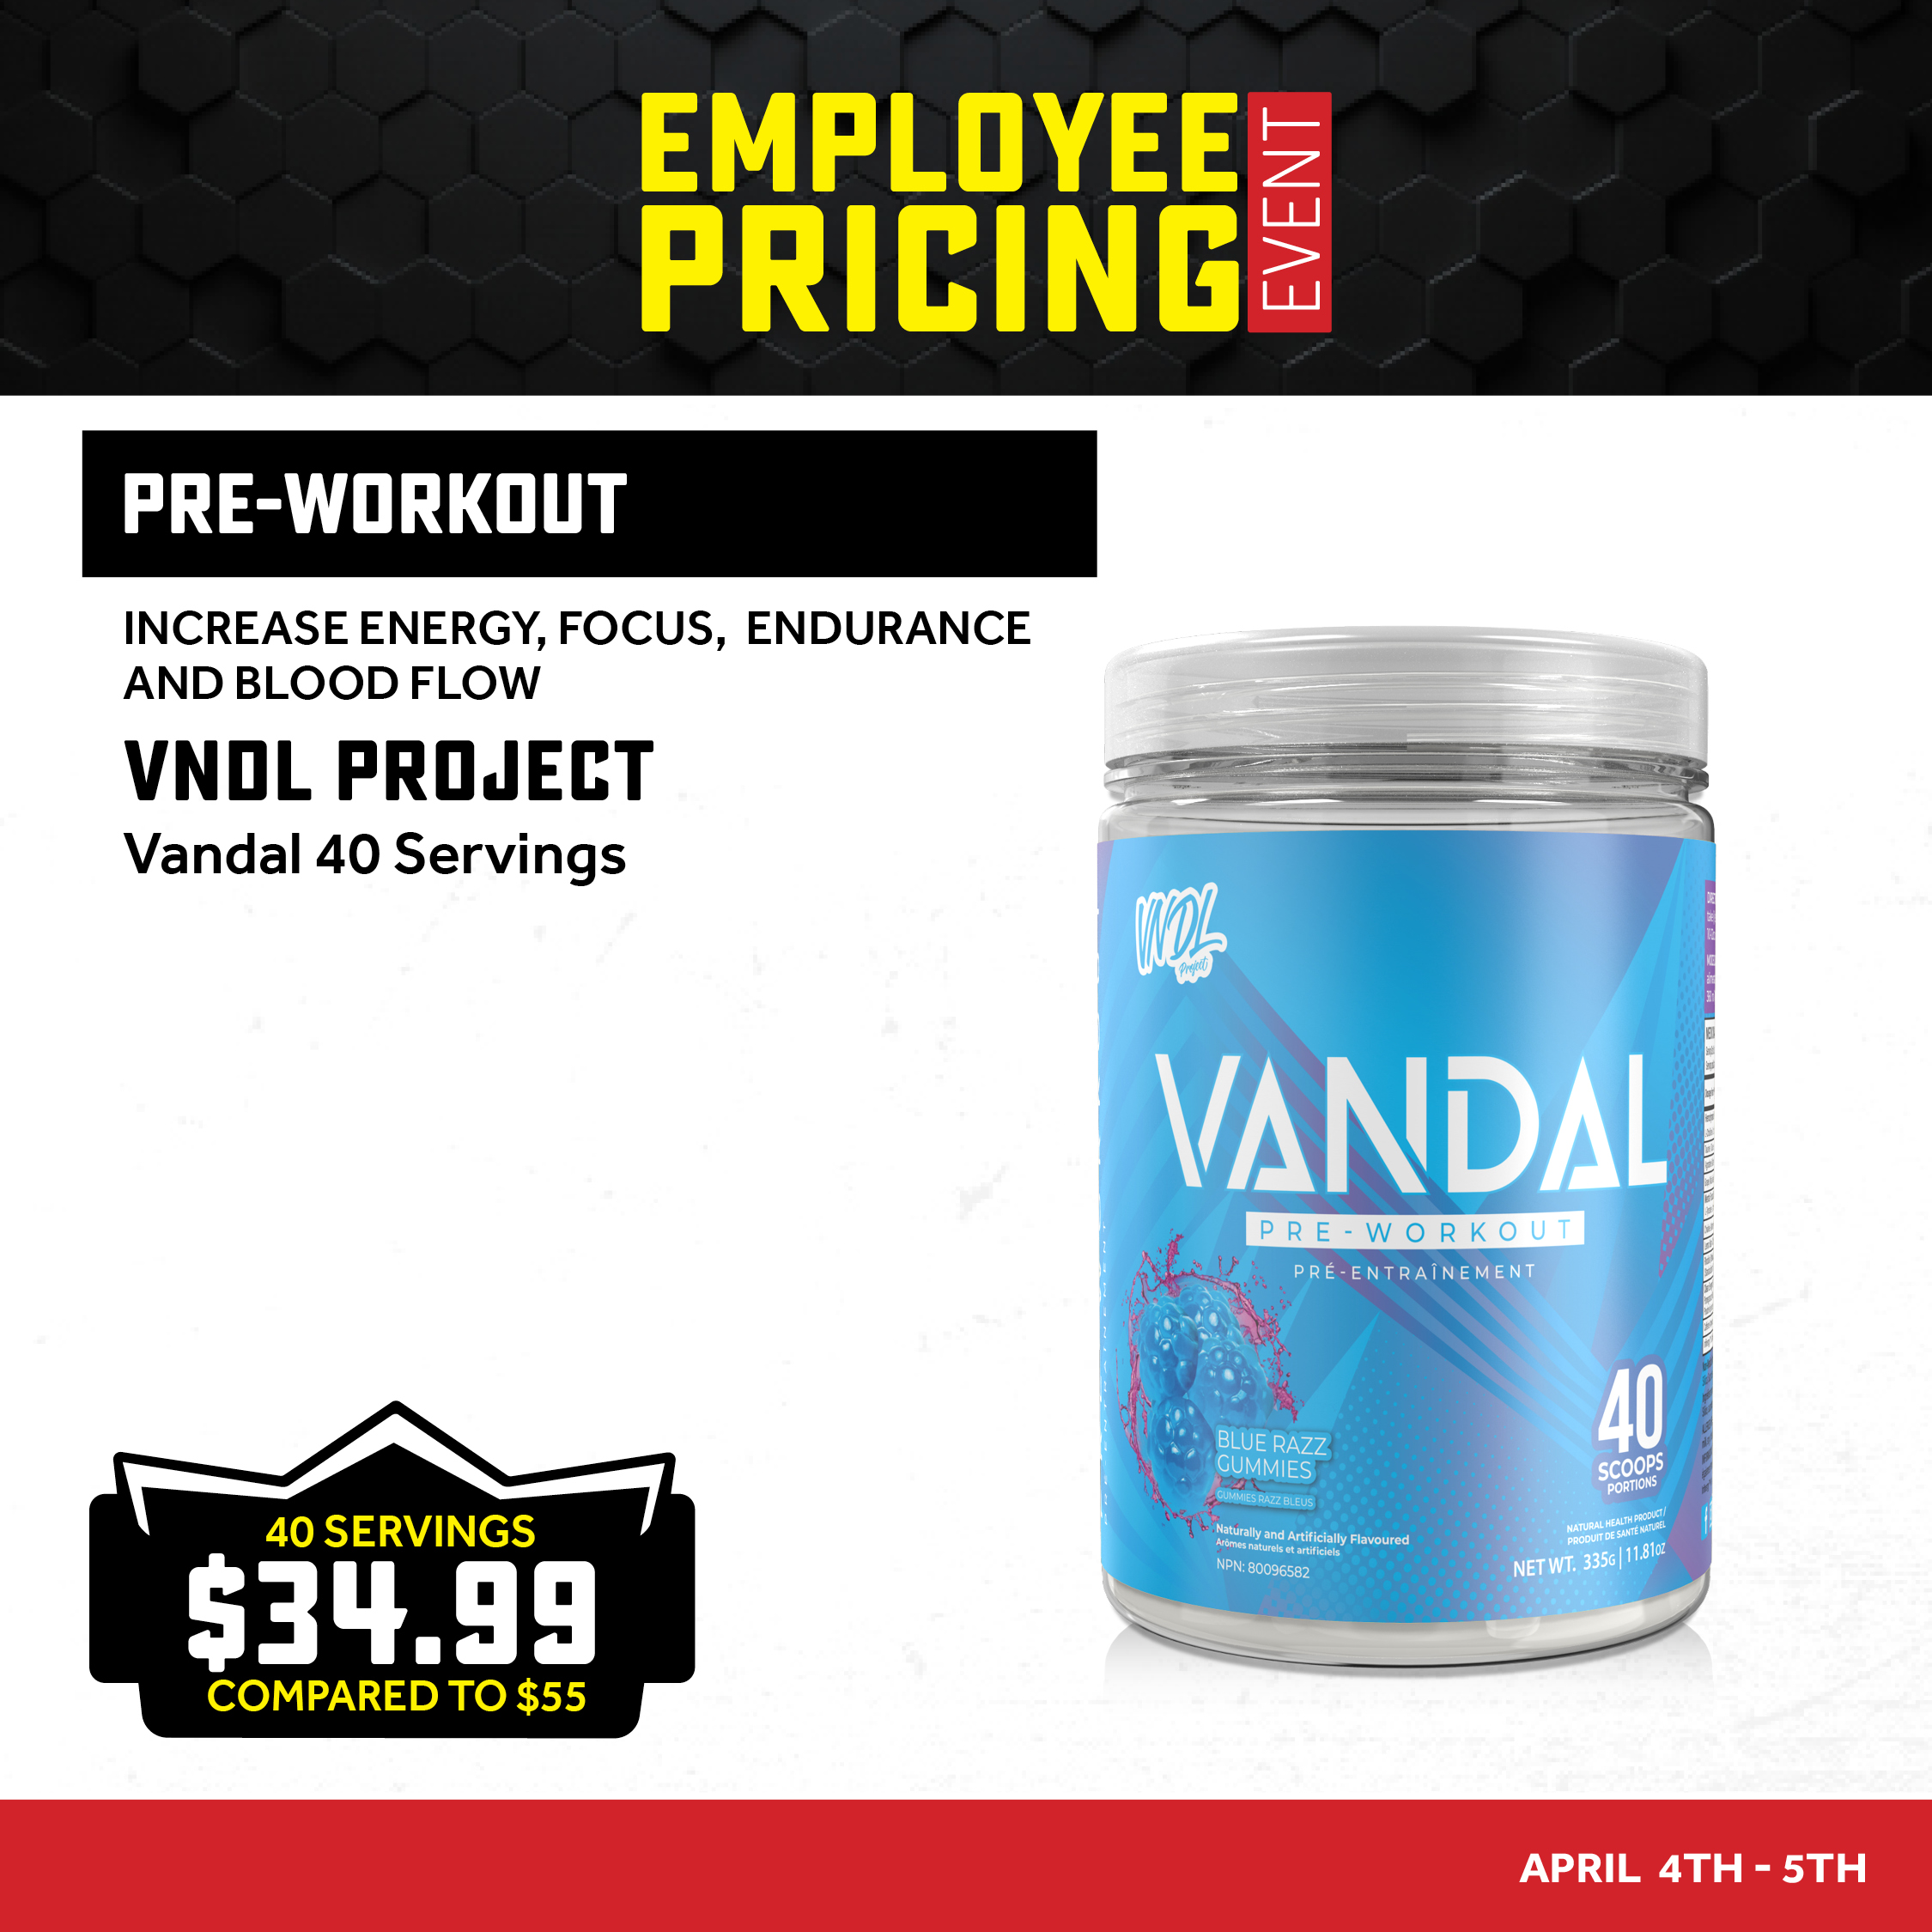 EMPLOYEE
PRICING
EVENT
PRE-WORKOUT
INCREASE ENERGY, FOCUS, ENDURANCE
AND BLOOD FLOW
VNDL PROJECT
Vandal 40 Servings
VNDL
Project
VANDAL
PRE-WORKOUT
PRÉ-ENTRAÎNEMENT
BLUE RAZZ
GUMMIES
GUMMIES RAZZ BLEUS
Naturally and Artificially Flavoured
Arômes naturels et artificiels
NPN: 80096582
40
SCOOPS
PORTIONS
NATURAL HEALTH PRODUCT/
PRODUIT DE SANTÉ NATUREL
NET WT. 335G | 11.81OZ
40 SERVINGS
$34.99
COMPARED TO $55
APRIL 4TH - 5TH